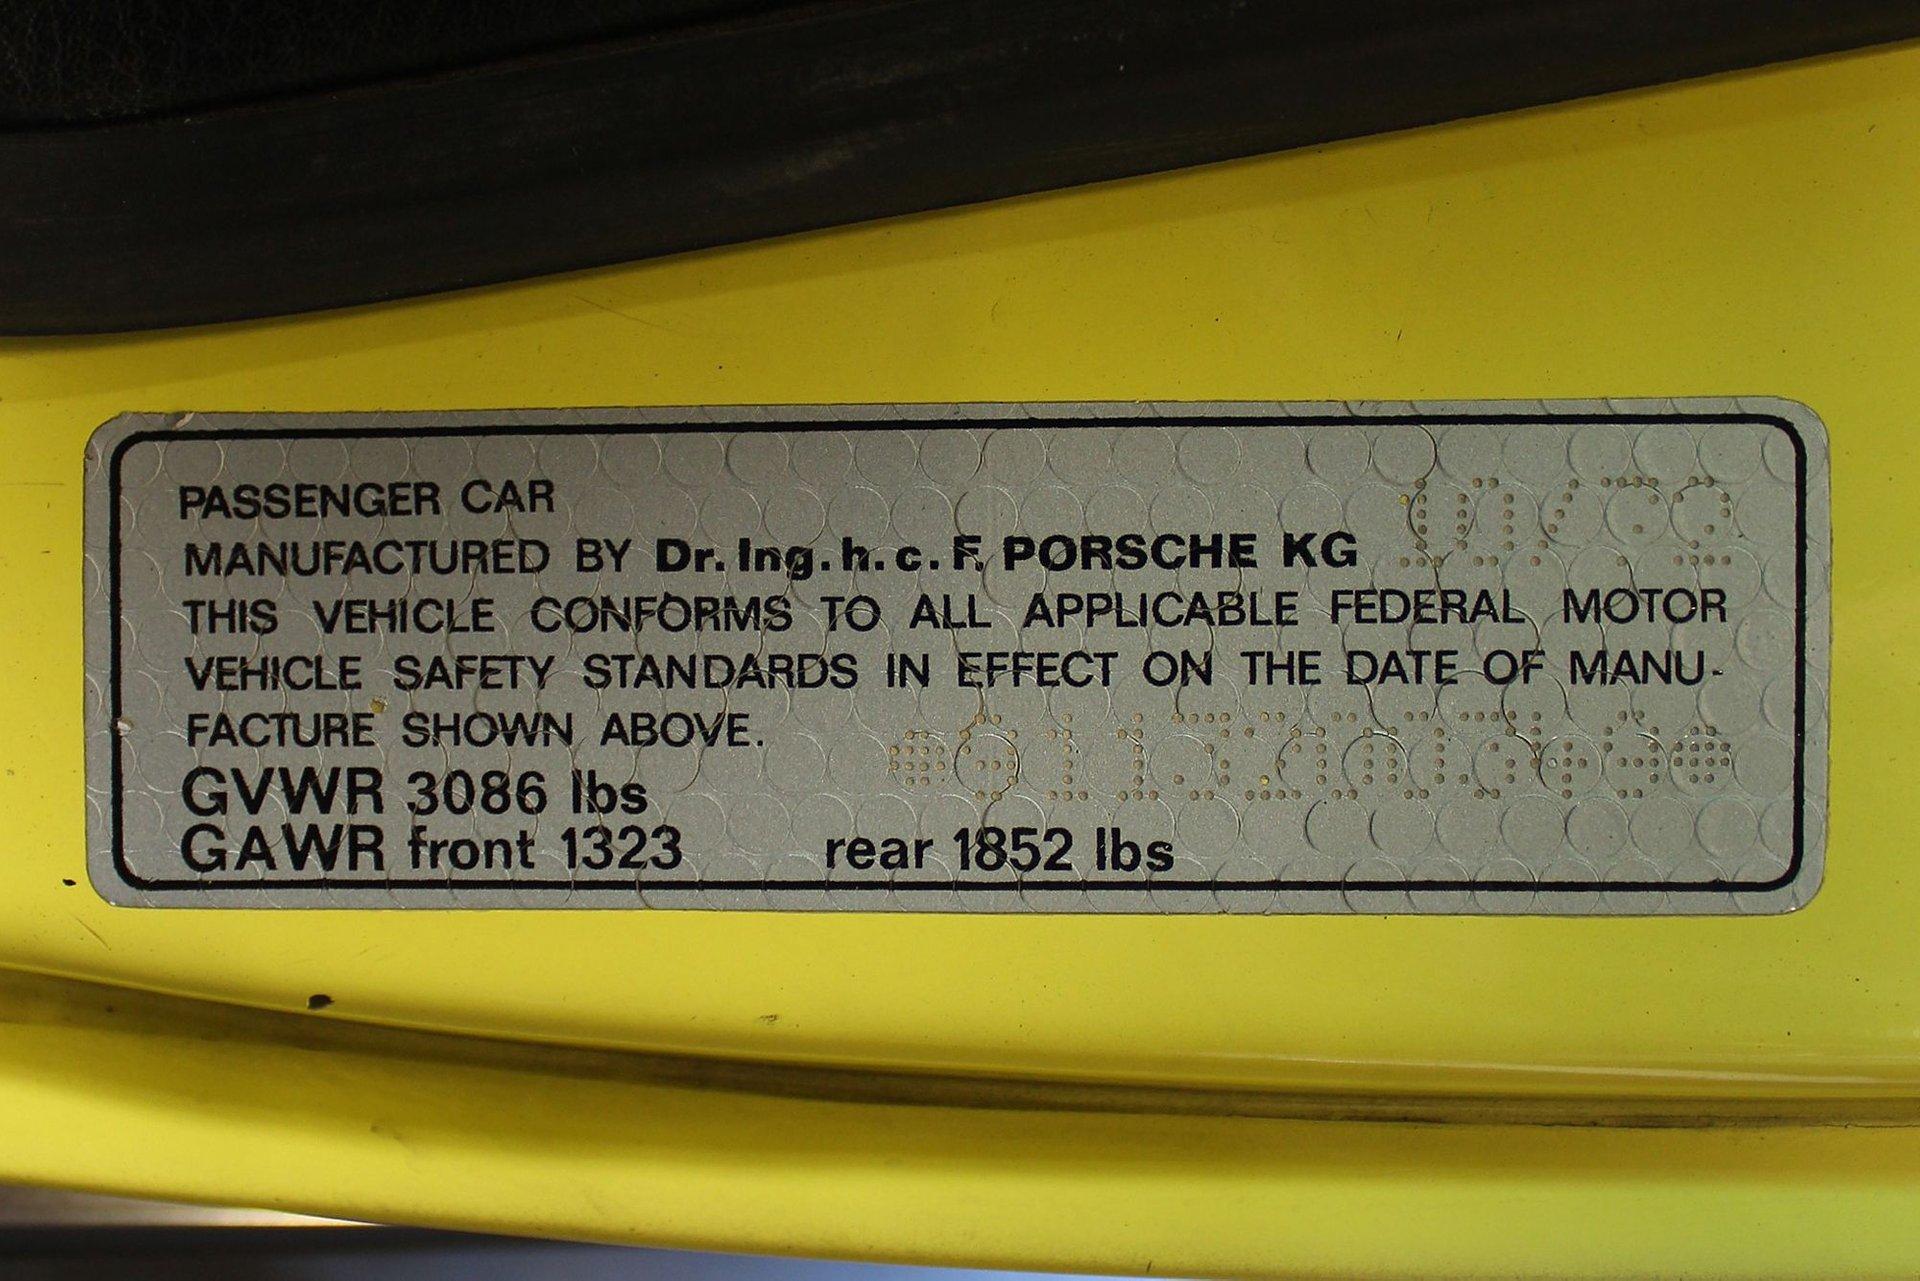 PASSENGER CAR
MANUFACTURED BY Dr. Ing. h. c. F. PORSCHE KG
THIS VEHICLE CONFORMS TO ALL APPLICABLE FEDERAL MOTOR
VEHICLE SAFETY STANDARDS IN EFFECT ON THE DATE OF MANU-
FACTURE SHOWN ABOVE.
GVWR 3086 lbs
GAWR front 1323 rear 1852 lbs